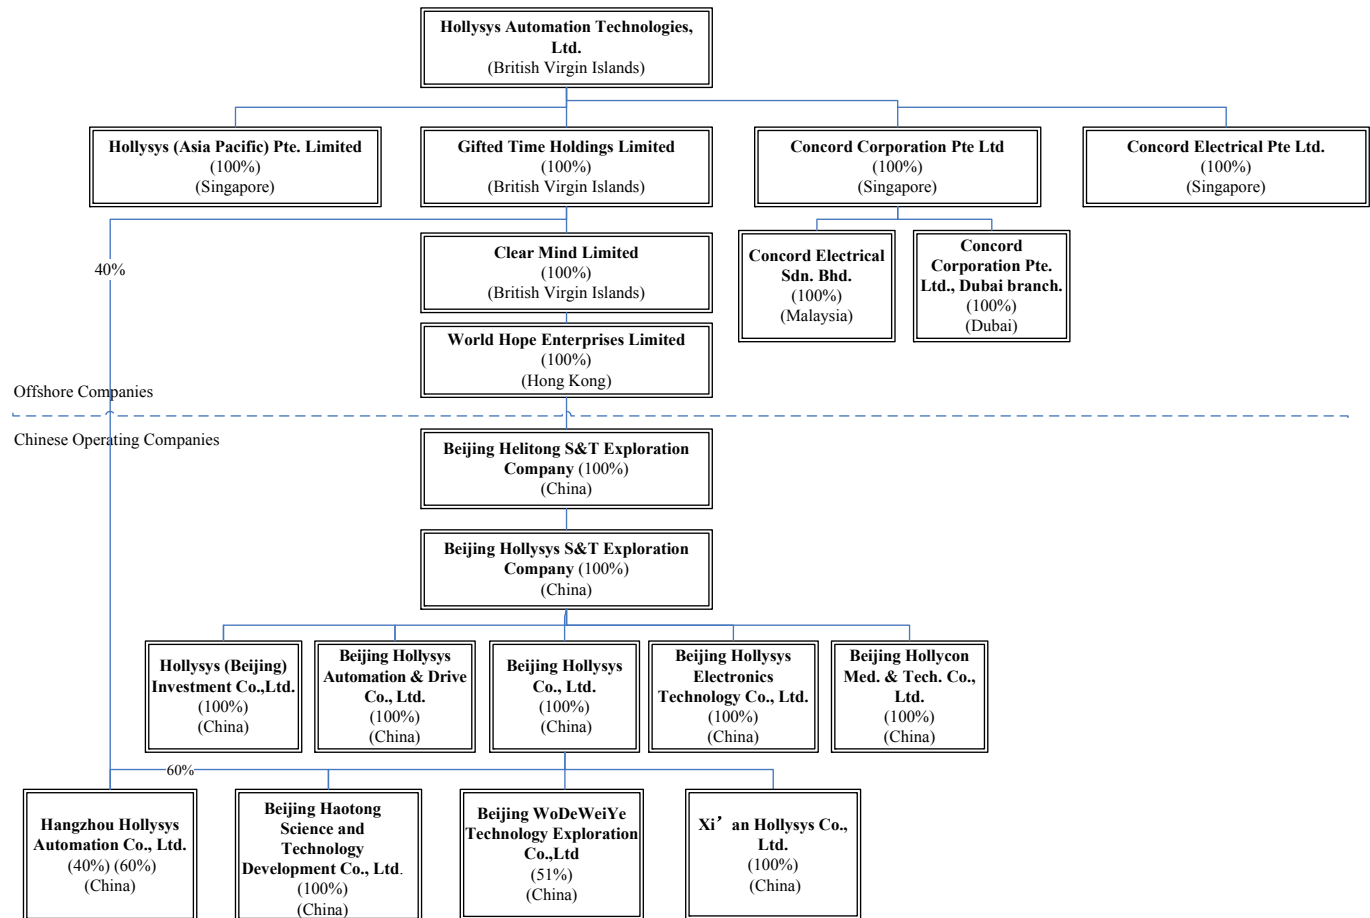 Hollysys Automation Technologies,
Ltd.
(British Virgin Islands)
Hollysys (Asia Pacific) Pte. Limited
(100%)
(Singapore)
Gifted Time Holdings Limited
(100%)
(British Virgin Islands)
Concord Corporation Pte Ltd
(100%)
(Singapore)
Concord Electrical Pte Ltd.
(100%)
(Singapore)
40%
Clear Mind Limited
(100%)
(British Virgin Islands)
Concord Electrical
Sdn. Bhd.
(100%)
(Malaysia)
Concord
Corporation Pte.
Ltd., Dubai branch.
(100%)
(Dubai)
World Hope Enterprises Limited
(100%)
(Hong Kong)
Offshore Companies
Chinese Operating Companies
Beijing Helitong S&T Exploration
Company (100%)
(China)
Beijing Hollysys S&T Exploration
Company (100%)
(China)
Hollysys (Beijing)
Investment Co.,Ltd.
(100%)
(China)
Beijing Hollysys
Automation & Drive
Co., Ltd.
(100%)
(China)
Beijing Hollysys
Co., Ltd.
(100%)
(China)
Beijing Hollysys
Electronics
Technology Co., Ltd.
(100%)
(China)
Beijing Hollycon
Med. & Tech. Co.,
Ltd.
(100%)
(China)
60%
Hangzhou Hollysys
Automation Co., Ltd.
(40%) (60%)
(China)
Beijing Haotong
Science and
Technology
Development Co., Ltd.
(100%)
(China)
Beijing WoDeWeiYe
Technology Exploration
Co.,Ltd
(51%)
(China)
Xi’an Hollysys Co.,
Ltd.
(100%)
(China)